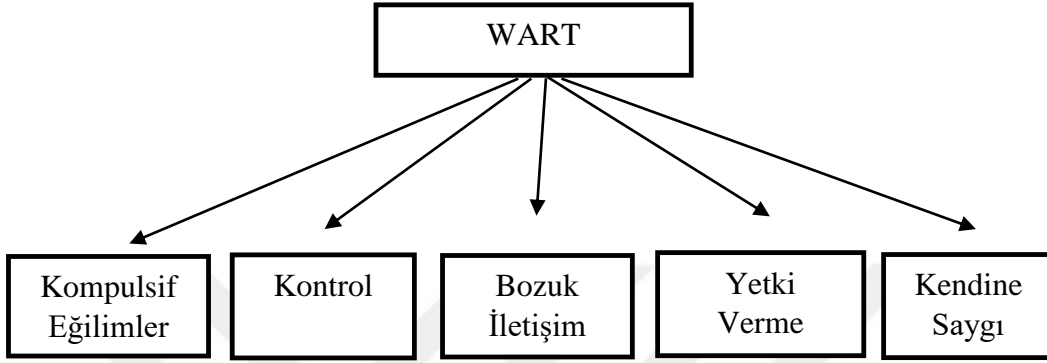 WART
Kompulsif
Eğilimler
Kontrol
Bozuk
İletişim
Yetki
Verme
Kendine
Saygı